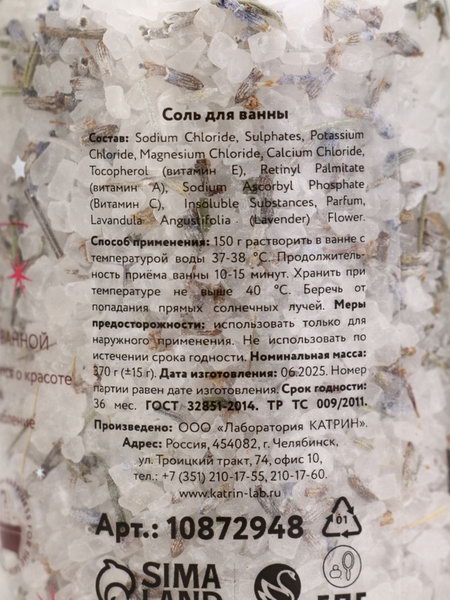 Соль для ванны
Состав: Sodium Chloride, Sulphates, Potassium
Chloride, Magnesium Chloride, Calcium Chloride,
Tocopherol (витамин Е), Retinyl Palmitate
(витамин А), Sodium Ascorbyl Phosphate
(Витамин С), Insoluble Substances, Parfum,
Lavandula Angustifolia (Lavender) Flower.
Способ применения: 150 г растворить в ванне с
температурой воды 37-38 °С. Продолжитель-
ность приёма ванны 10-15 минут. Хранить при
температуре не выше 40 °С. Беречь от
попадания прямых солнечных лучей. Меры
предосторожности: использовать только для
наружного применения. Не использовать по
истечении срока годности. Номинальная масса:
370 г (±15 г). Дата изготовления: 06.2025. Номер
партии равен дате изготовления. Срок годности:
36 мес. ГОСТ 32851-2014. ТР ТС 009/2011.
Произведено: ООО «Лаборатория КАТРИН».
Адрес: Россия, 454082, г. Челябинск,
ул. Троицкий тракт, 74, офис 10,
тел.: +7 (351) 210-17-55, 210-17-60.
www.katrin-lab.ru
Арт.: 10872948
01
SIMA
LAND
ВАННОЙ
о красоте